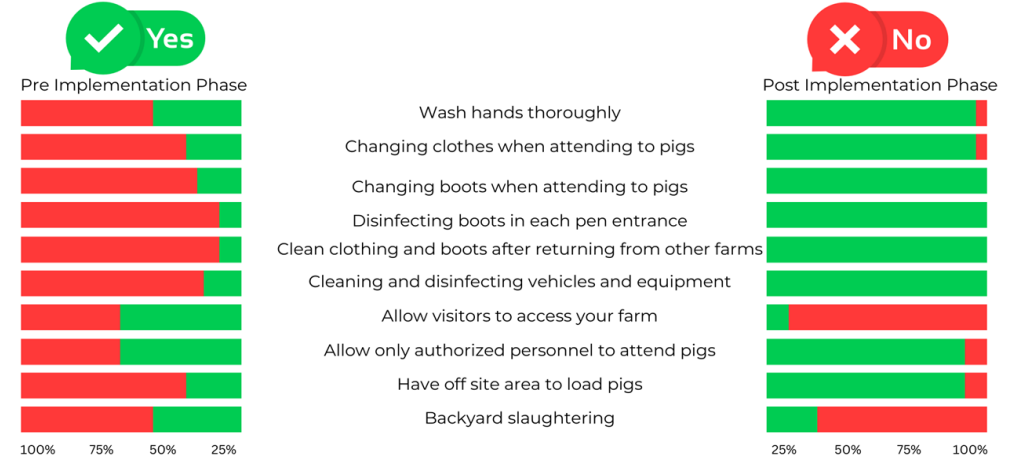 Yes
No
Pre Implementation Phase
Post Implementation Phase
Wash hands thoroughly
Changing clothes when attending to pigs
Changing boots when attending to pigs
Disinfecting boots in each pen entrance
Clean clothing and boots after returning from other farms
Cleaning and disinfecting vehicles and equipment
Allow visitors to access your farm
Allow only authorized personnel to attend pigs
Have off site area to load pigs
Backyard slaughtering
100% 75% 50% 25%
25% 50% 75% 100%